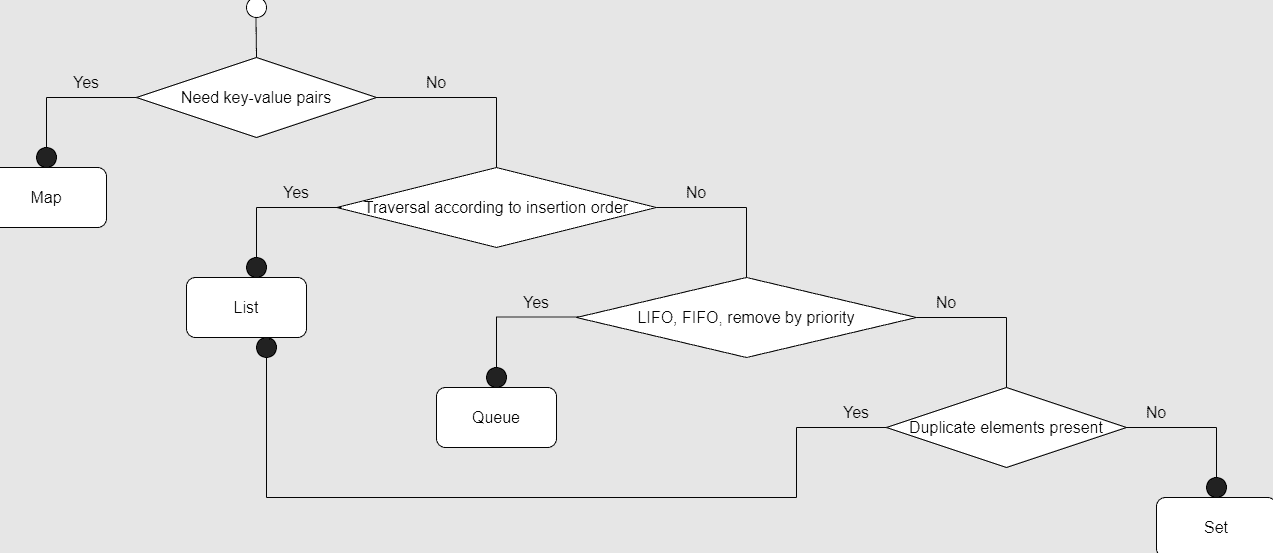 Yes
No
Need key-value pairs
Map
Yes
No
Traversal according to insertion order
List
Yes
No
LIFO, FIFO, remove by priority
Queue
Yes
No
Duplicate elements present
Set